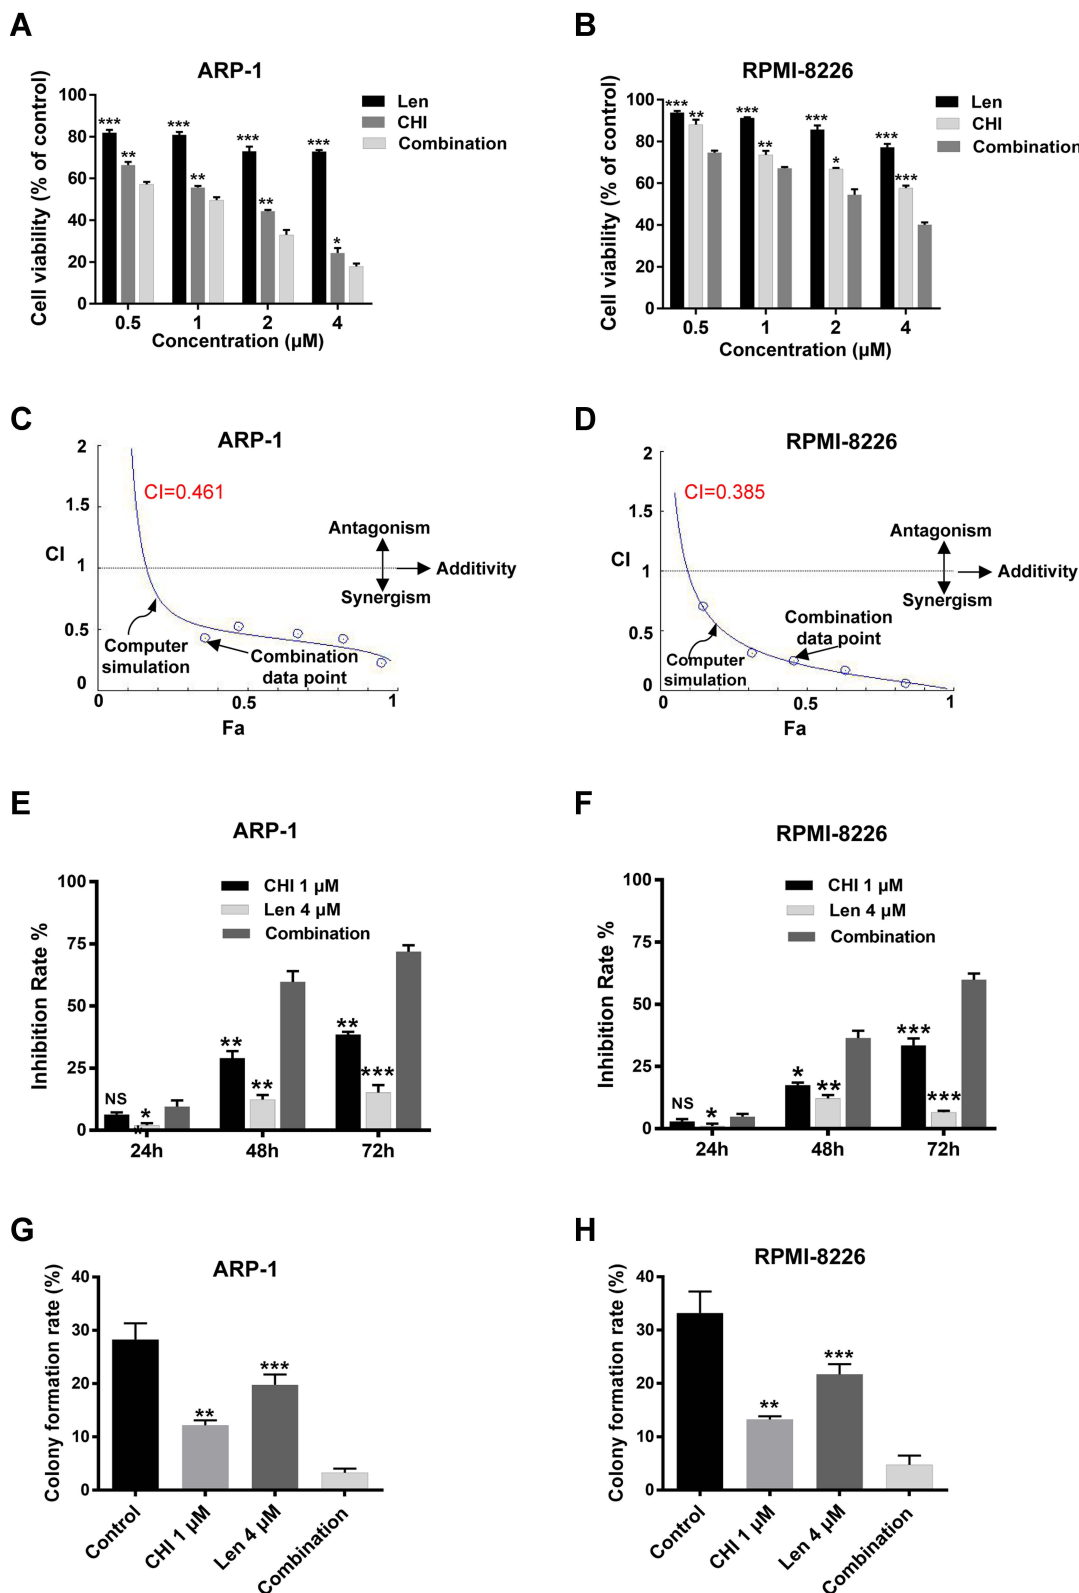 A
ARP-1
Cell viability (% of control)
100
80
60
40
20
0
*** ** *** ** *** ** *** *
0.5 1 2 4
Concentration (µM)
Len
CHI
Combination
B
RPMI-8226
Cell viability (% of control)
100
80
60
40
20
0
*** ** *** ** *** * *** ***
0.5 1 2 4
Concentration (µM)
Len
CHI
Combination
C
ARP-1
2
1.5
CI
1
0.5
0
CI=0.461
Antagonism
Additivity
Synergism
Computer
simulation
Combination
data point
0 0.5 1
Fa
D
RPMI-8226
2
1.5
CI
1
0.5
0
CI=0.385
Antagonism
Additivity
Synergism
Combination
data point
Computer
simulation
0 0.5 1
Fa
E
ARP-1
Inhibition Rate %
100
75
50
25
0
CHI 1 µM
Len 4 µM
Combination
NS * ** ** ** ***
*
24h 48h 72h
F
RPMI-8226
Inhibition Rate %
100
75
50
25
0
CHI 1 µM
Len 4 µM
Combination
NS * * ** *** ***
24h 48h 72h
G
ARP-1
Colony formation rate (%)
40
30
20
10
0
** ***
Control
CHI 1 µM
Len 4 µM
Combination
H
RPMI-8226
Colony formation rate (%)
40
30
20
10
0
** ***
Control
CHI 1 µM
Len 4 µM
Combination